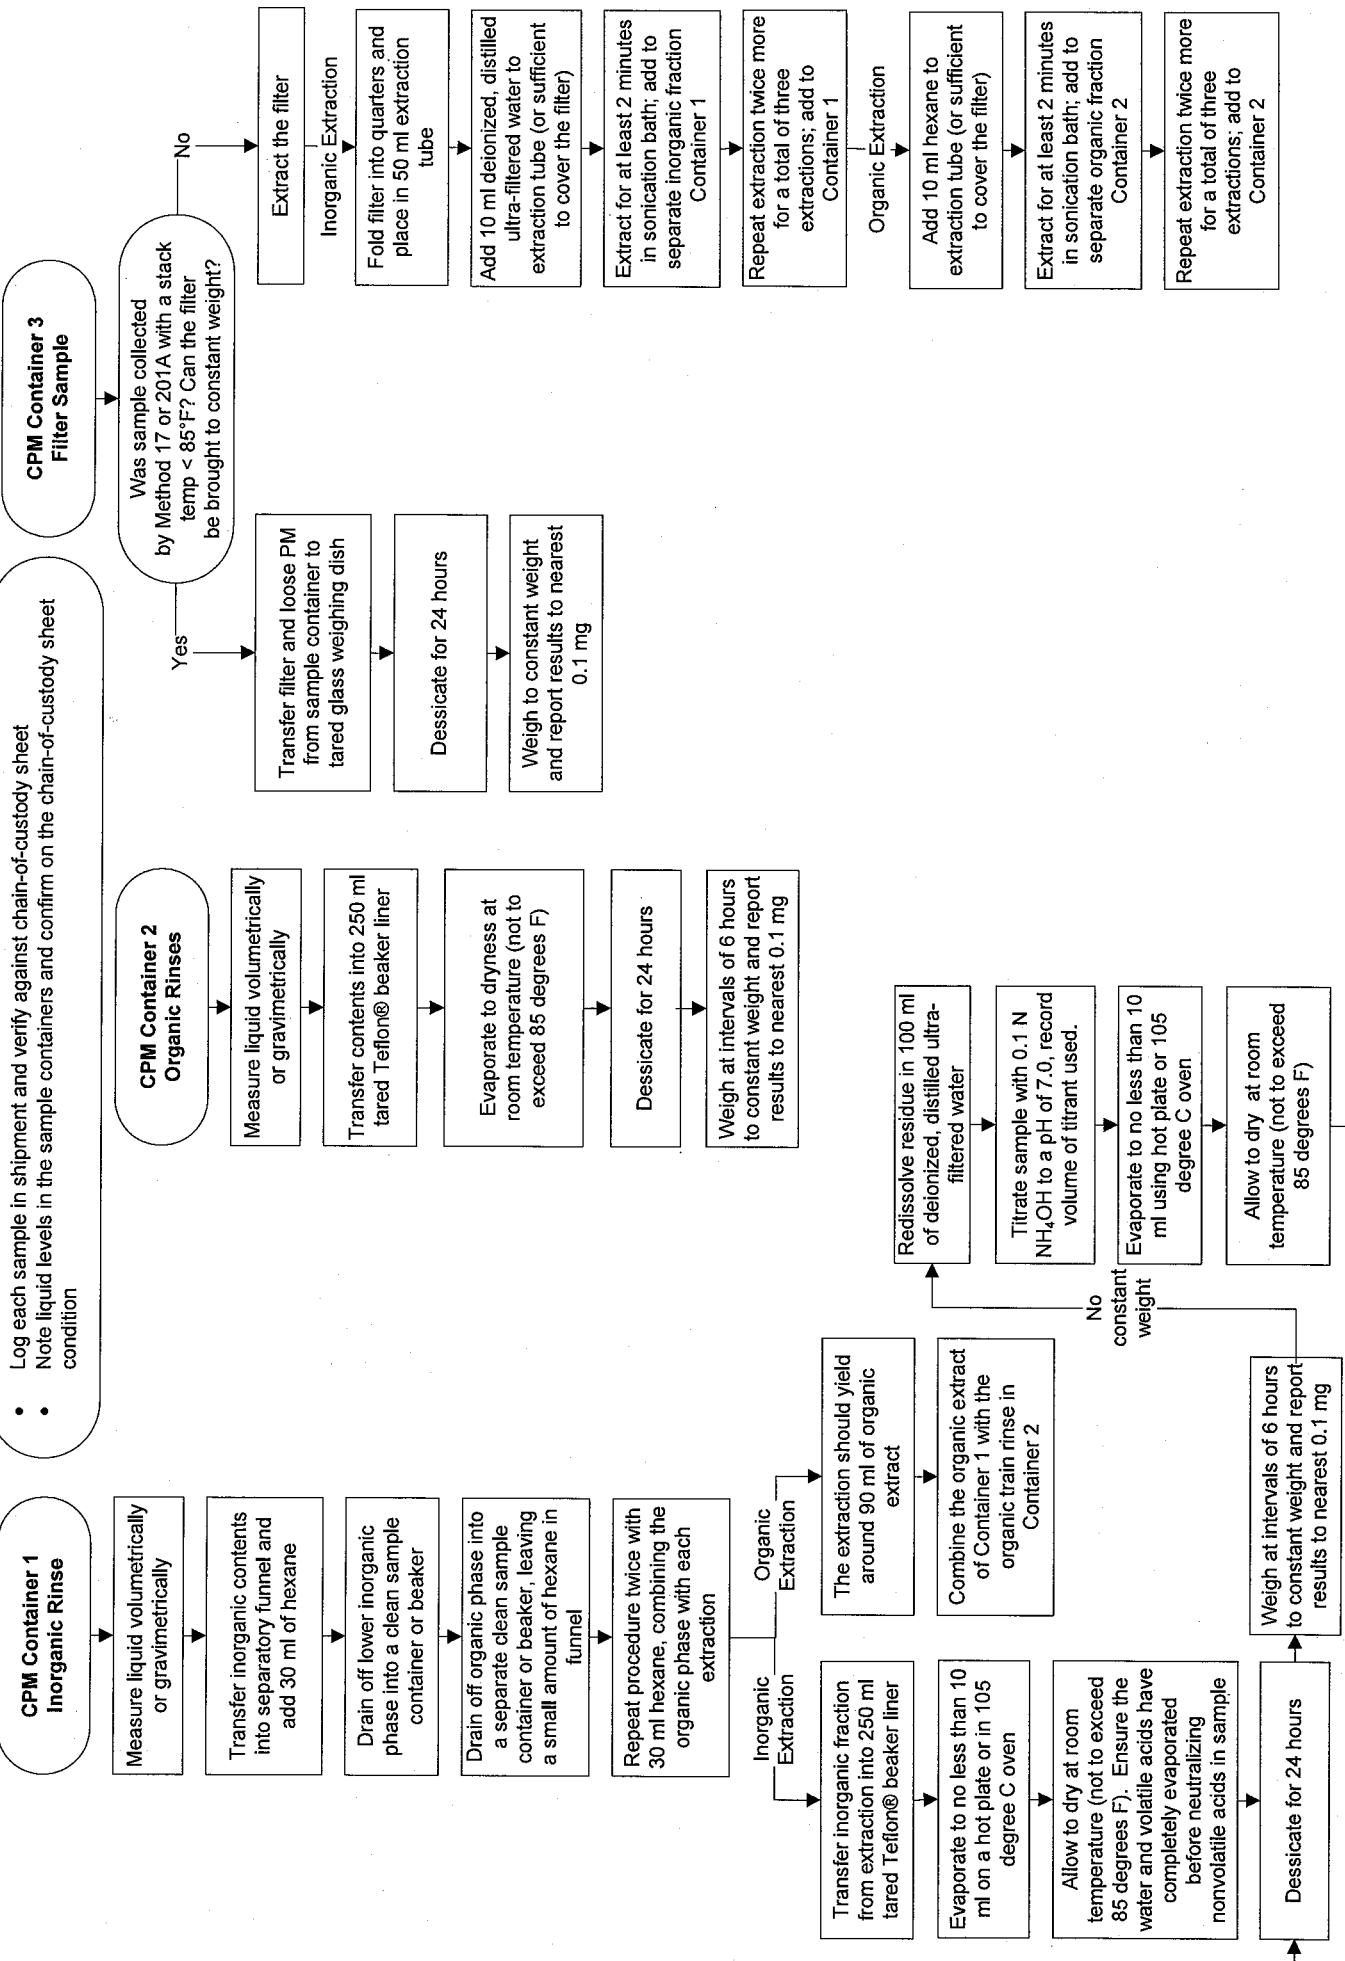 • Log each sample in shipment and verify against chain-of-custody sheet
• Note liquid levels in the sample containers and confirm on the chain-of-custody sheet
condition
CPM Container 1
Inorganic Rinse
Measure liquid volumetrically
or gravimetrically
Transfer inorganic contents
into separatory funnel and
add 30 ml of hexane
Drain off lower inorganic
phase into a clean sample
container or beaker
Drain off organic phase into
a separate clean sample
container or beaker, leaving
a small amount of hexane in
funnel
Repeat procedure twice with
30 ml hexane, combining the
organic phase with each
extraction
Inorganic
Extraction
Organic
Extraction
Transfer inorganic fraction
from extraction into 250 ml
tared Teflon® beaker liner
Evaporate to no less than 10
ml on a hot plate or in 105
degree C oven
Allow to dry at room
temperature (not to exceed
85 degrees F). Ensure the
water and volatile acids have
completely evaporated
before neutralizing
nonvolatile acids in sample
Dessicate for 24 hours
The extraction should yield
around 90 ml of organic
extract
Combine the organic extract
of Container 1 with the
organic train rinse in
Container 2
Weigh at intervals of 6 hours
to constant weight and report
results to nearest 0.1 mg
No
constant
weight
Redissolve residue in 100 ml
of deionized, distilled ultra-
filtered water
Titrate sample with 0.1 N
NH₄OH to a pH of 7.0, record
volume of titrant used.
Evaporate to no less than 10
ml using hot plate or 105
degree C oven
Allow to dry at room
temperature (not to exceed
85 degrees F)
CPM Container 2
Organic Rinses
Measure liquid volumetrically
or gravimetrically
Transfer contents into 250 ml
tared Teflon® beaker liner
Evaporate to dryness at
room temperature (not to
exceed 85 degrees F)
Dessicate for 24 hours
Weigh at intervals of 6 hours
to constant weight and report
results to nearest 0.1 mg
CPM Container 3
Filter Sample
Was sample collected
by Method 17 or 201A with a stack
temp < 85°F? Can the filter
be brought to constant weight?
Yes
No
Transfer filter and loose PM
from sample container to
tared glass weighing dish
Dessicate for 24 hours
Weigh to constant weight
and report results to nearest
0.1 mg
Extract the filter
Inorganic Extraction
Fold filter into quarters and
place in 50 ml extraction
tube
Add 10 ml deionized, distilled
ultra-filtered water to
extraction tube (or sufficient
to cover the filter)
Extract for at least 2 minutes
in sonication bath; add to
separate inorganic fraction
Container 1
Repeat extraction twice more
for a total of three
extractions; add to
Container 1
Organic Extraction
Add 10 ml hexane to
extraction tube (or sufficient
to cover the filter)
Extract for at least 2 minutes
in sonication bath; add to
separate organic fraction
Container 2
Repeat extraction twice more
for a total of three
extractions; add to
Container 2